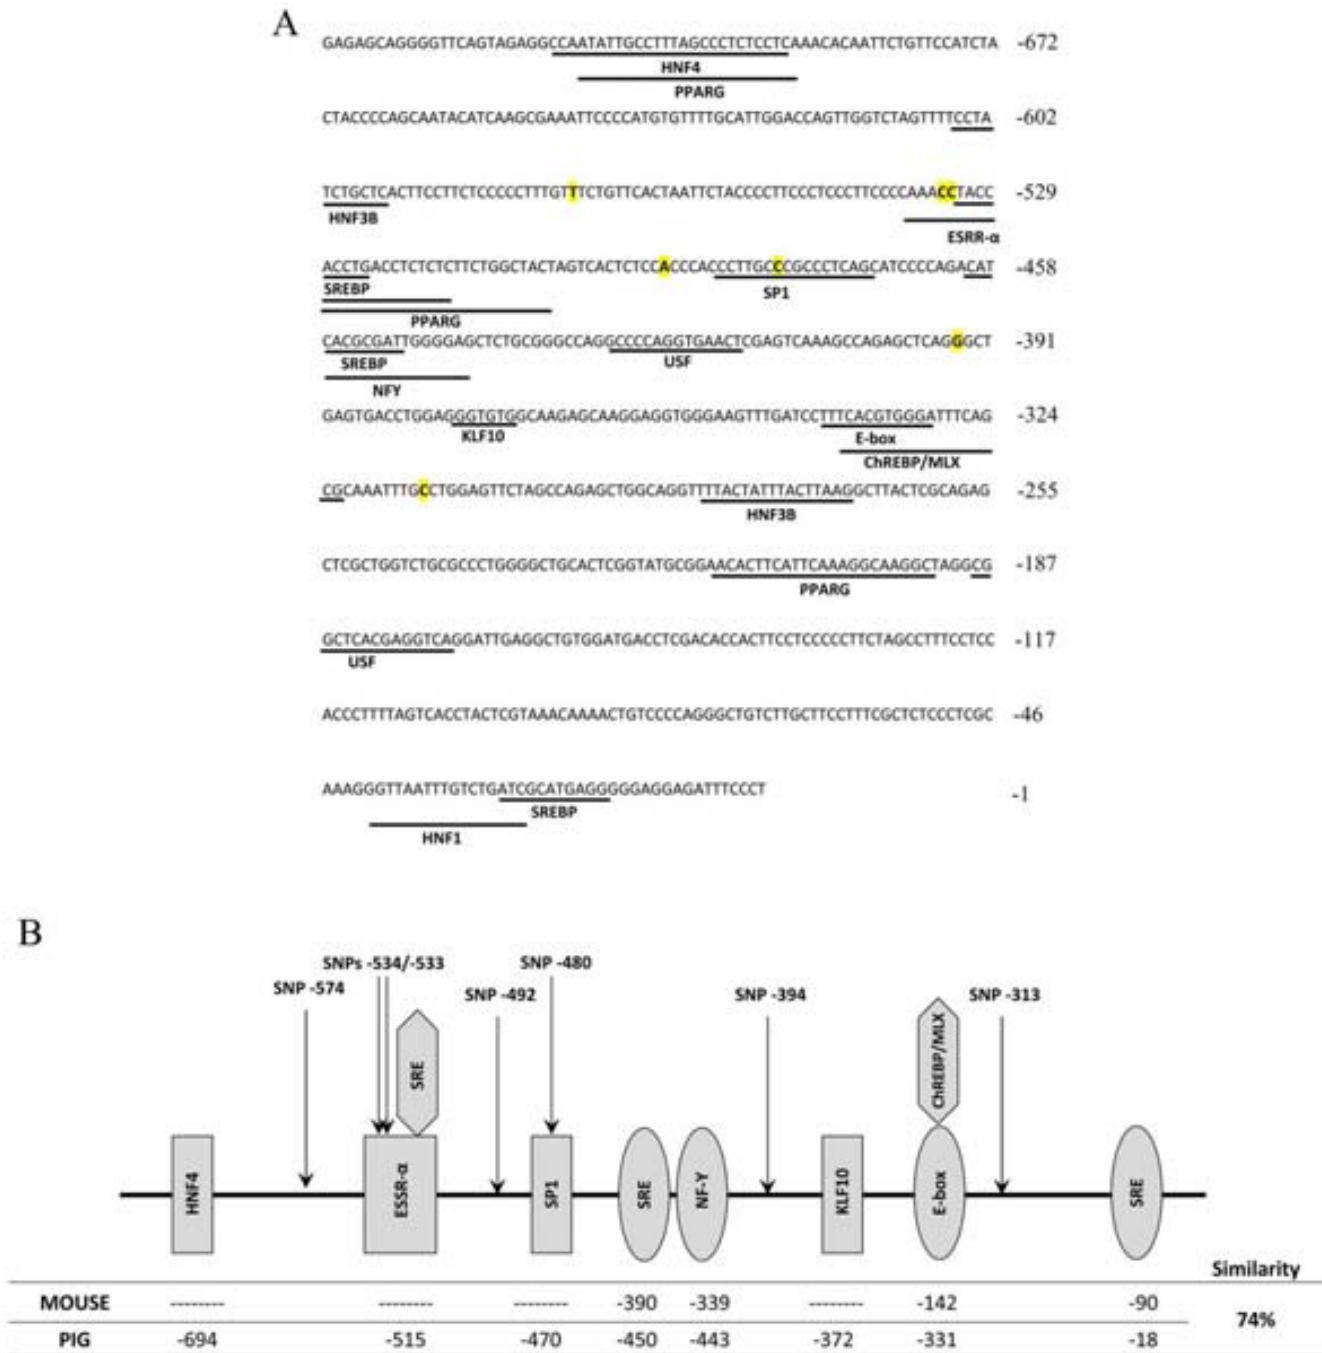 A
GAGAGCAGGGGTTCAGTAGAGGCCAATATTGCCTTTAGCCCTCTCCTCAAACACAATTCTGTTCCATCTA -672
HNF4
PPARG
CTACCCCAGCAATACATCAAGCGAAATTCCCCATGTGTTTTGCATTGGACCAGTTGGTCTAGTTTTCCTA -602
TCTGCTCACTTCCTTCTCCCCCTTTGTTTCTGTTCACTAATTCTACCCCTTCCCTCCCTTCCCCAAACCTACC -529
HNF3B
ESRR-α
ACCTGACCTCTCTCTTCTGGCTACTAGTCACTCTCCACCCACCCTTGCCCGCCCTCAGCATCCCCAGACAT -458
SREBP SP1
PPARG
CACGCGATTGGGGAGCTCTGCGGGCCAGGCCCCAGGTGAACTCGAGTCAAAGCCAGAGCTCAGGGCT -391
SREBP USF
NFY
GAGTGACCTGGAGGGTGTGGCAAGAGCAAGGAGGTGGGAAGTTTGATCCTTTCACGTGGGATTTCAG -324
KLF10 E-box
ChREBP/MLX
CGCAAATTTGCCTGGAGTTCTAGCCAGAGCTGGCAGGTTTTACTATTTACTTAAGGCTTACTCGCAGAG -255
HNF3B
CTCGCTGGTCTGCGCCCTGGGGCTGCACTCGGTATGCGGAACACTTCATTCAAAGGCAAGGCTAGGCG -187
PPARG
GCTCACGAGGTCAGGATTGAGGCTGTGGATGACCTCGACACCACTTCCTCCCCCTTCTAGCCTTTCCTCC -117
USF
ACCCTTTTAGTCACCTACTCGTAAACAAAACTGTCCCCAGGGCTGTCTTGCTTCCTTTCGCTCTCCCTCGC -46
AAAGGGTTAATTTGTCTGATCGCATGAGGGGGAGGAGATTTCCCT -1
SREBP
HNF1
B
SNPs -534/-533 SNP -480
SNP -574 SNP -492 SNP -394 SNP -313
HNF4 ESSR-α SRE SP1 SRE NF-Y KLF10 E-box ChREBP/MLX SRE
Similarity
MOUSE -------- -------- -------- -390 -339 -------- -142 -90
74%
PIG -694 -515 -470 -450 -443 -372 -331 -18